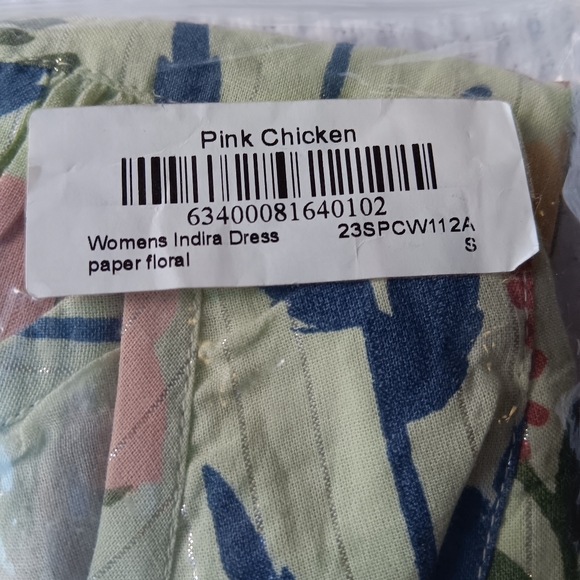 Pink Chicken
63400081640102
Womens Indira Dress 23SPCW112A
paper floral S